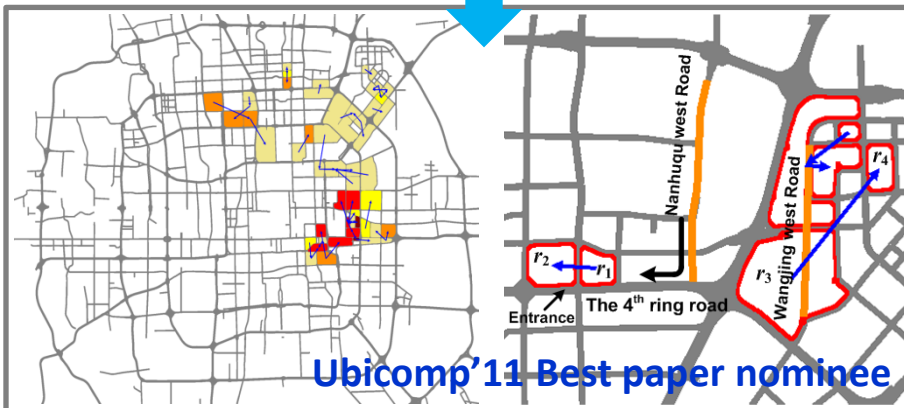 Nanhuqu west Road
Wangjing west Road
r4
r3
r2
r1
The 4th ring road
Entrance
Ubicomp'11 Best paper nominee